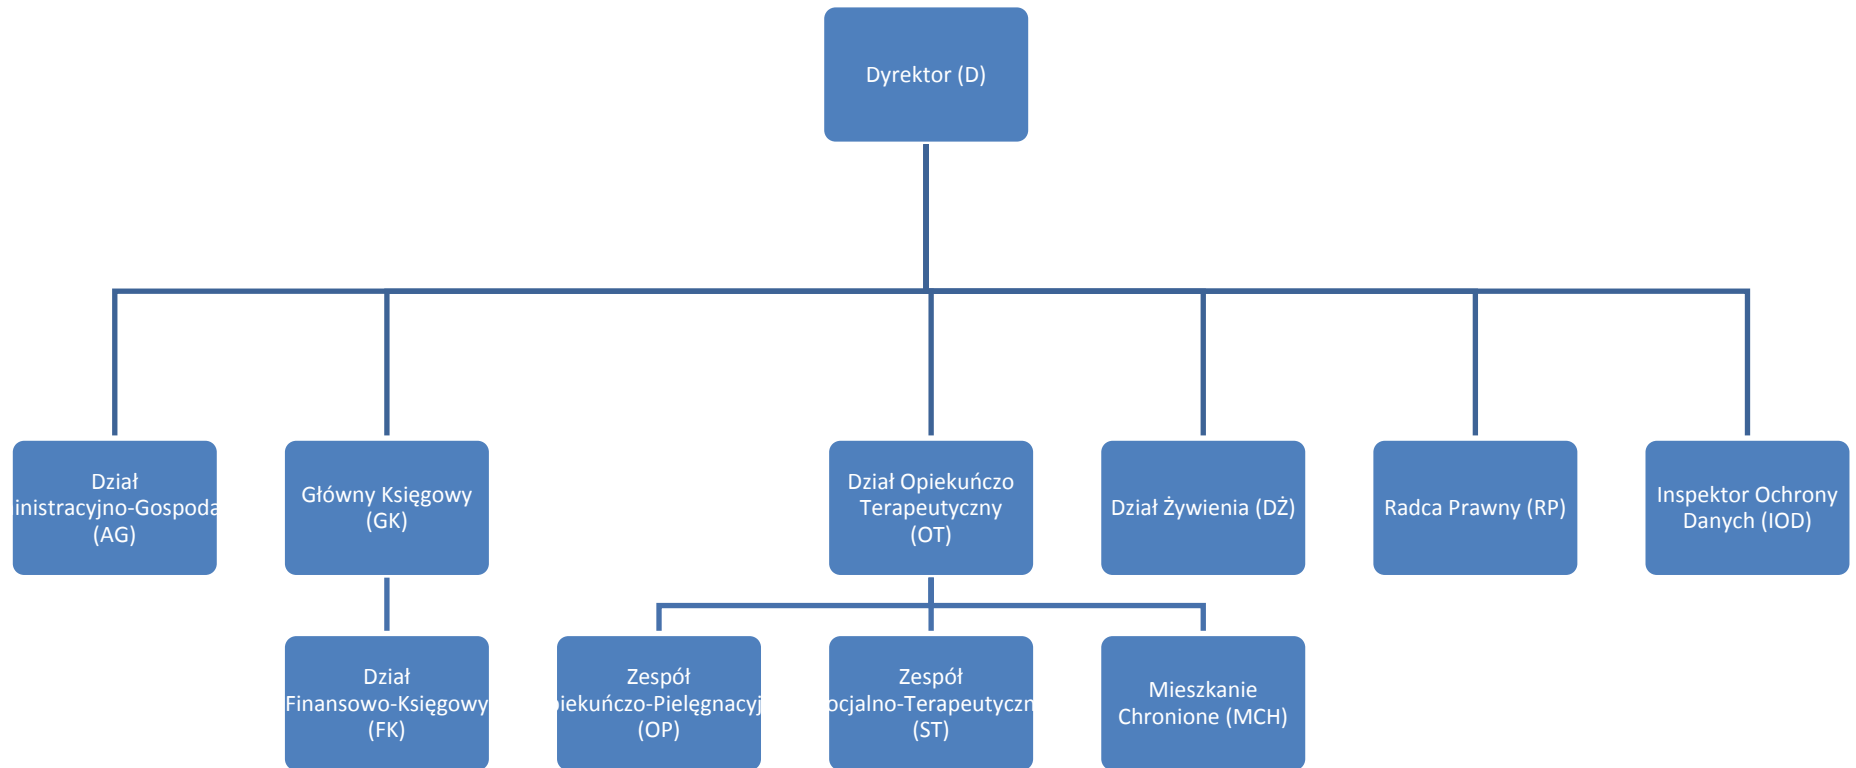 Dyrektor (D)
Dział
inistracyjno-Gospoda
(AG)
Główny Księgowy
(GK)
Dział Opiekuńczo
Terapeutyczny
(OT)
Dział Żywienia (DŻ)
Radca Prawny (RP)
Inspektor Ochrony
Danych (IOD)
Dział
Finansowo-Księgowy
(FK)
Zespół
piekuńczo-Pielęgnacyj
(OP)
Zespół
ocjalno-Terapeutyczn
(ST)
Mieszkanie
Chronione (MCH)